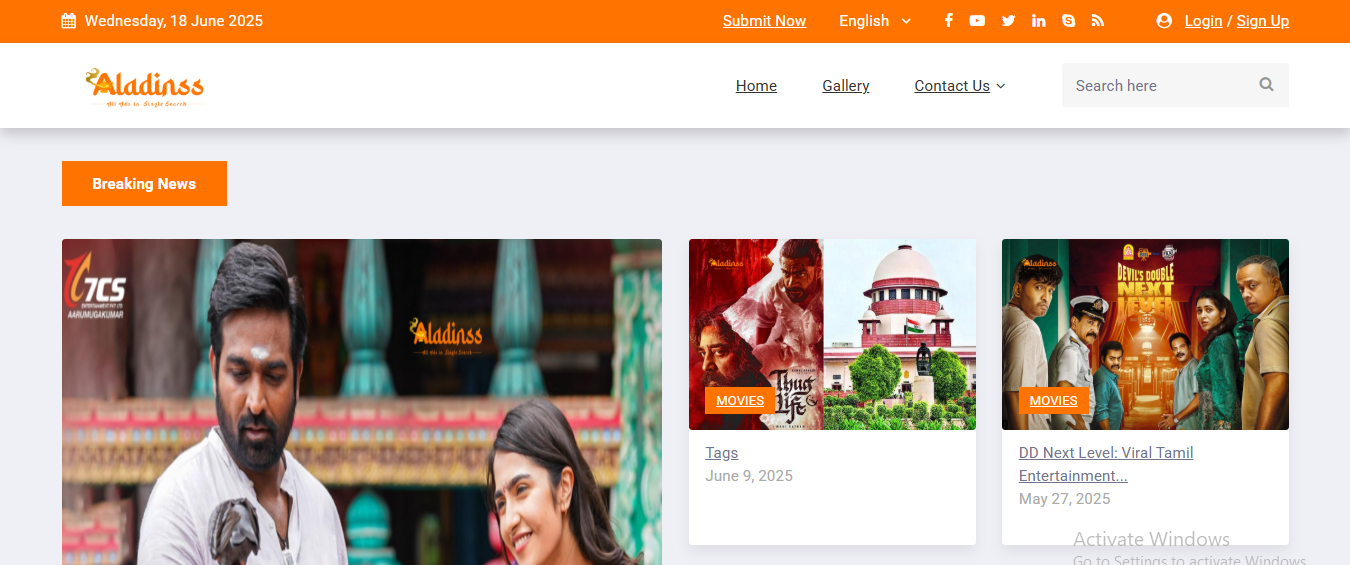 Wednesday, 18 June 2025
Submit Now
English
Login / Sign Up
Aladinss
All Ads in Single Search
Home
Gallery
Contact Us
Search here
Breaking News
7CS
ENTERTAINMENT PVT LTD
AARUMUGAKUMAR
Aladinss
All Ads in Single Search
Aladinss
Thug
Life
MOVIES
Tags
June 9, 2025
Aladinss
DEVIL'S DOUBLE
NEXT
LEVEL
MOVIES
DD Next Level: Viral Tamil
Entertainment...
May 27, 2025
Activate Windows
Go to Settings to activate Windows.